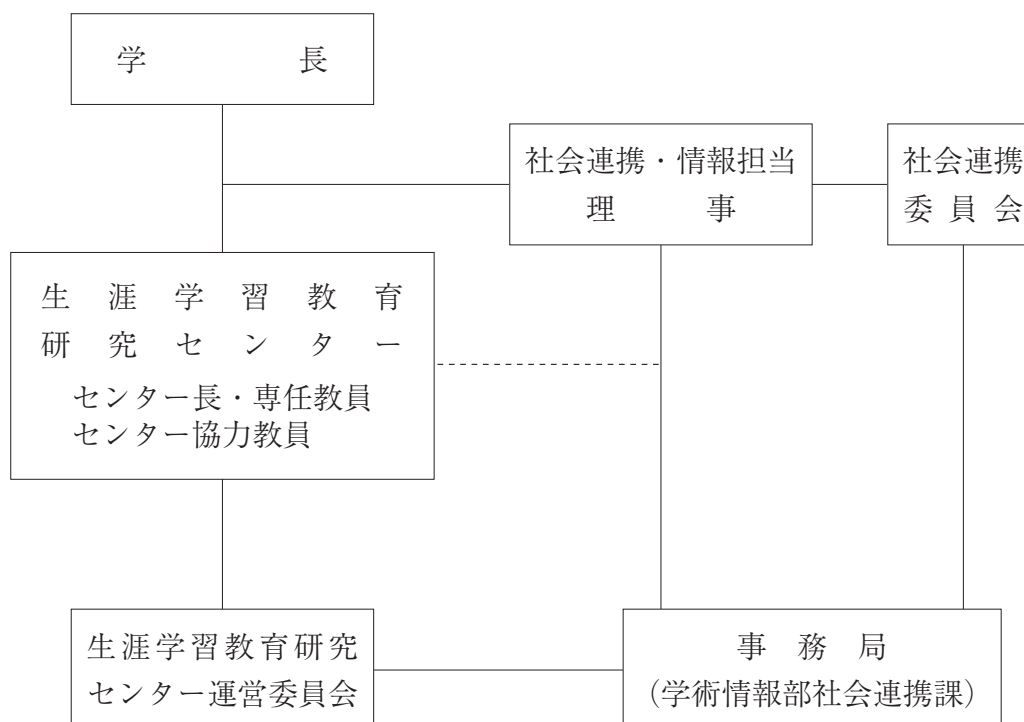 学長
社会連携・情報担当
理事
社会連携
委員会
生涯学習教育
研究センター
センター長・専任教員
センター協力教員
生涯学習教育研究
センター運営委員会
事務局
（学術情報部社会連携課）